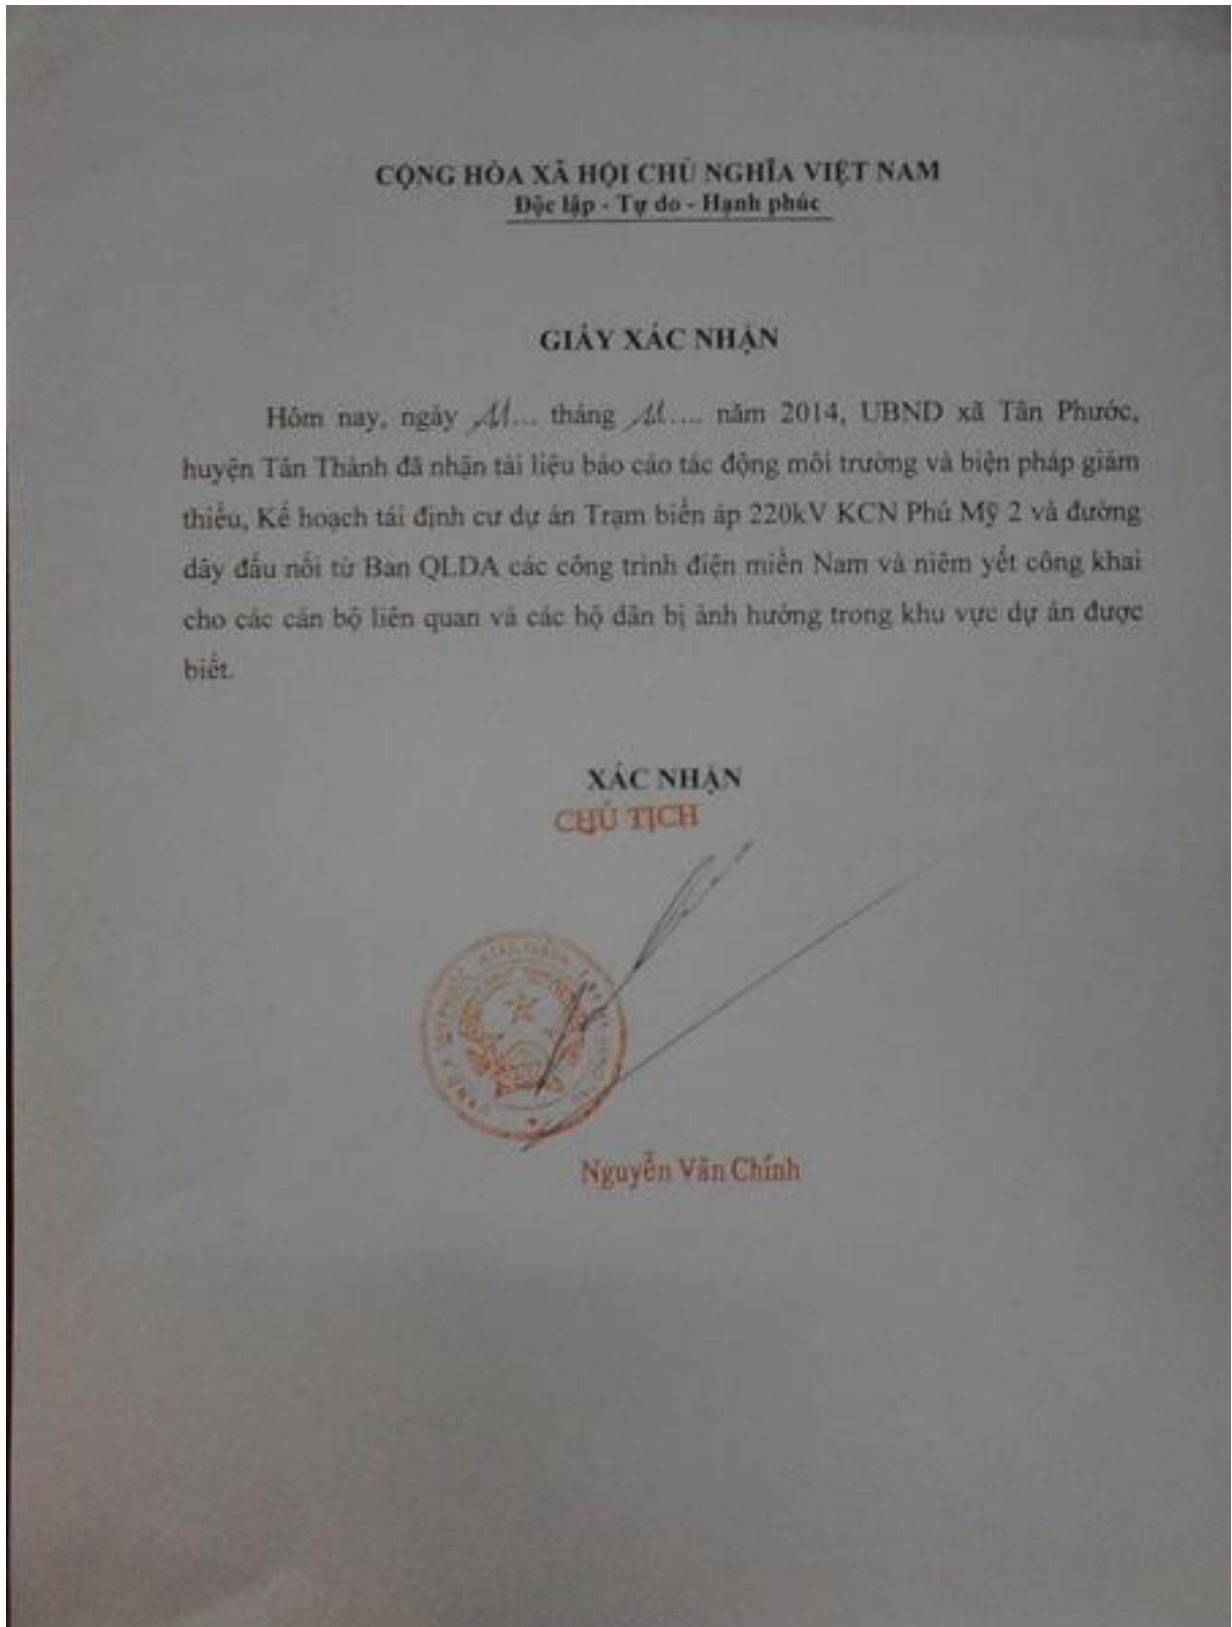 CỘNG HÒA XÃ HỘI CHỦ NGHĨA VIỆT NAM
Độc lập - Tự do - Hạnh phúc
GIẤY XÁC NHẬN
Hôm nay, ngày 11... tháng 11.... năm 2014, UBND xã Tân Phước,
huyện Tân Thành đã nhận tài liệu báo cáo tác động môi trường và biện pháp giảm
thiểu, Kế hoạch tái định cư dự án Trạm biến áp 220kV KCN Phú Mỹ 2 và đường
dây đấu nối từ Ban QLDA các công trình điện miền Nam và niêm yết công khai
cho các cán bộ liên quan và các hộ dân bị ảnh hưởng trong khu vực dự án được
biết.
XÁC NHẬN
CHỦ TỊCH
Nguyễn Văn Chính